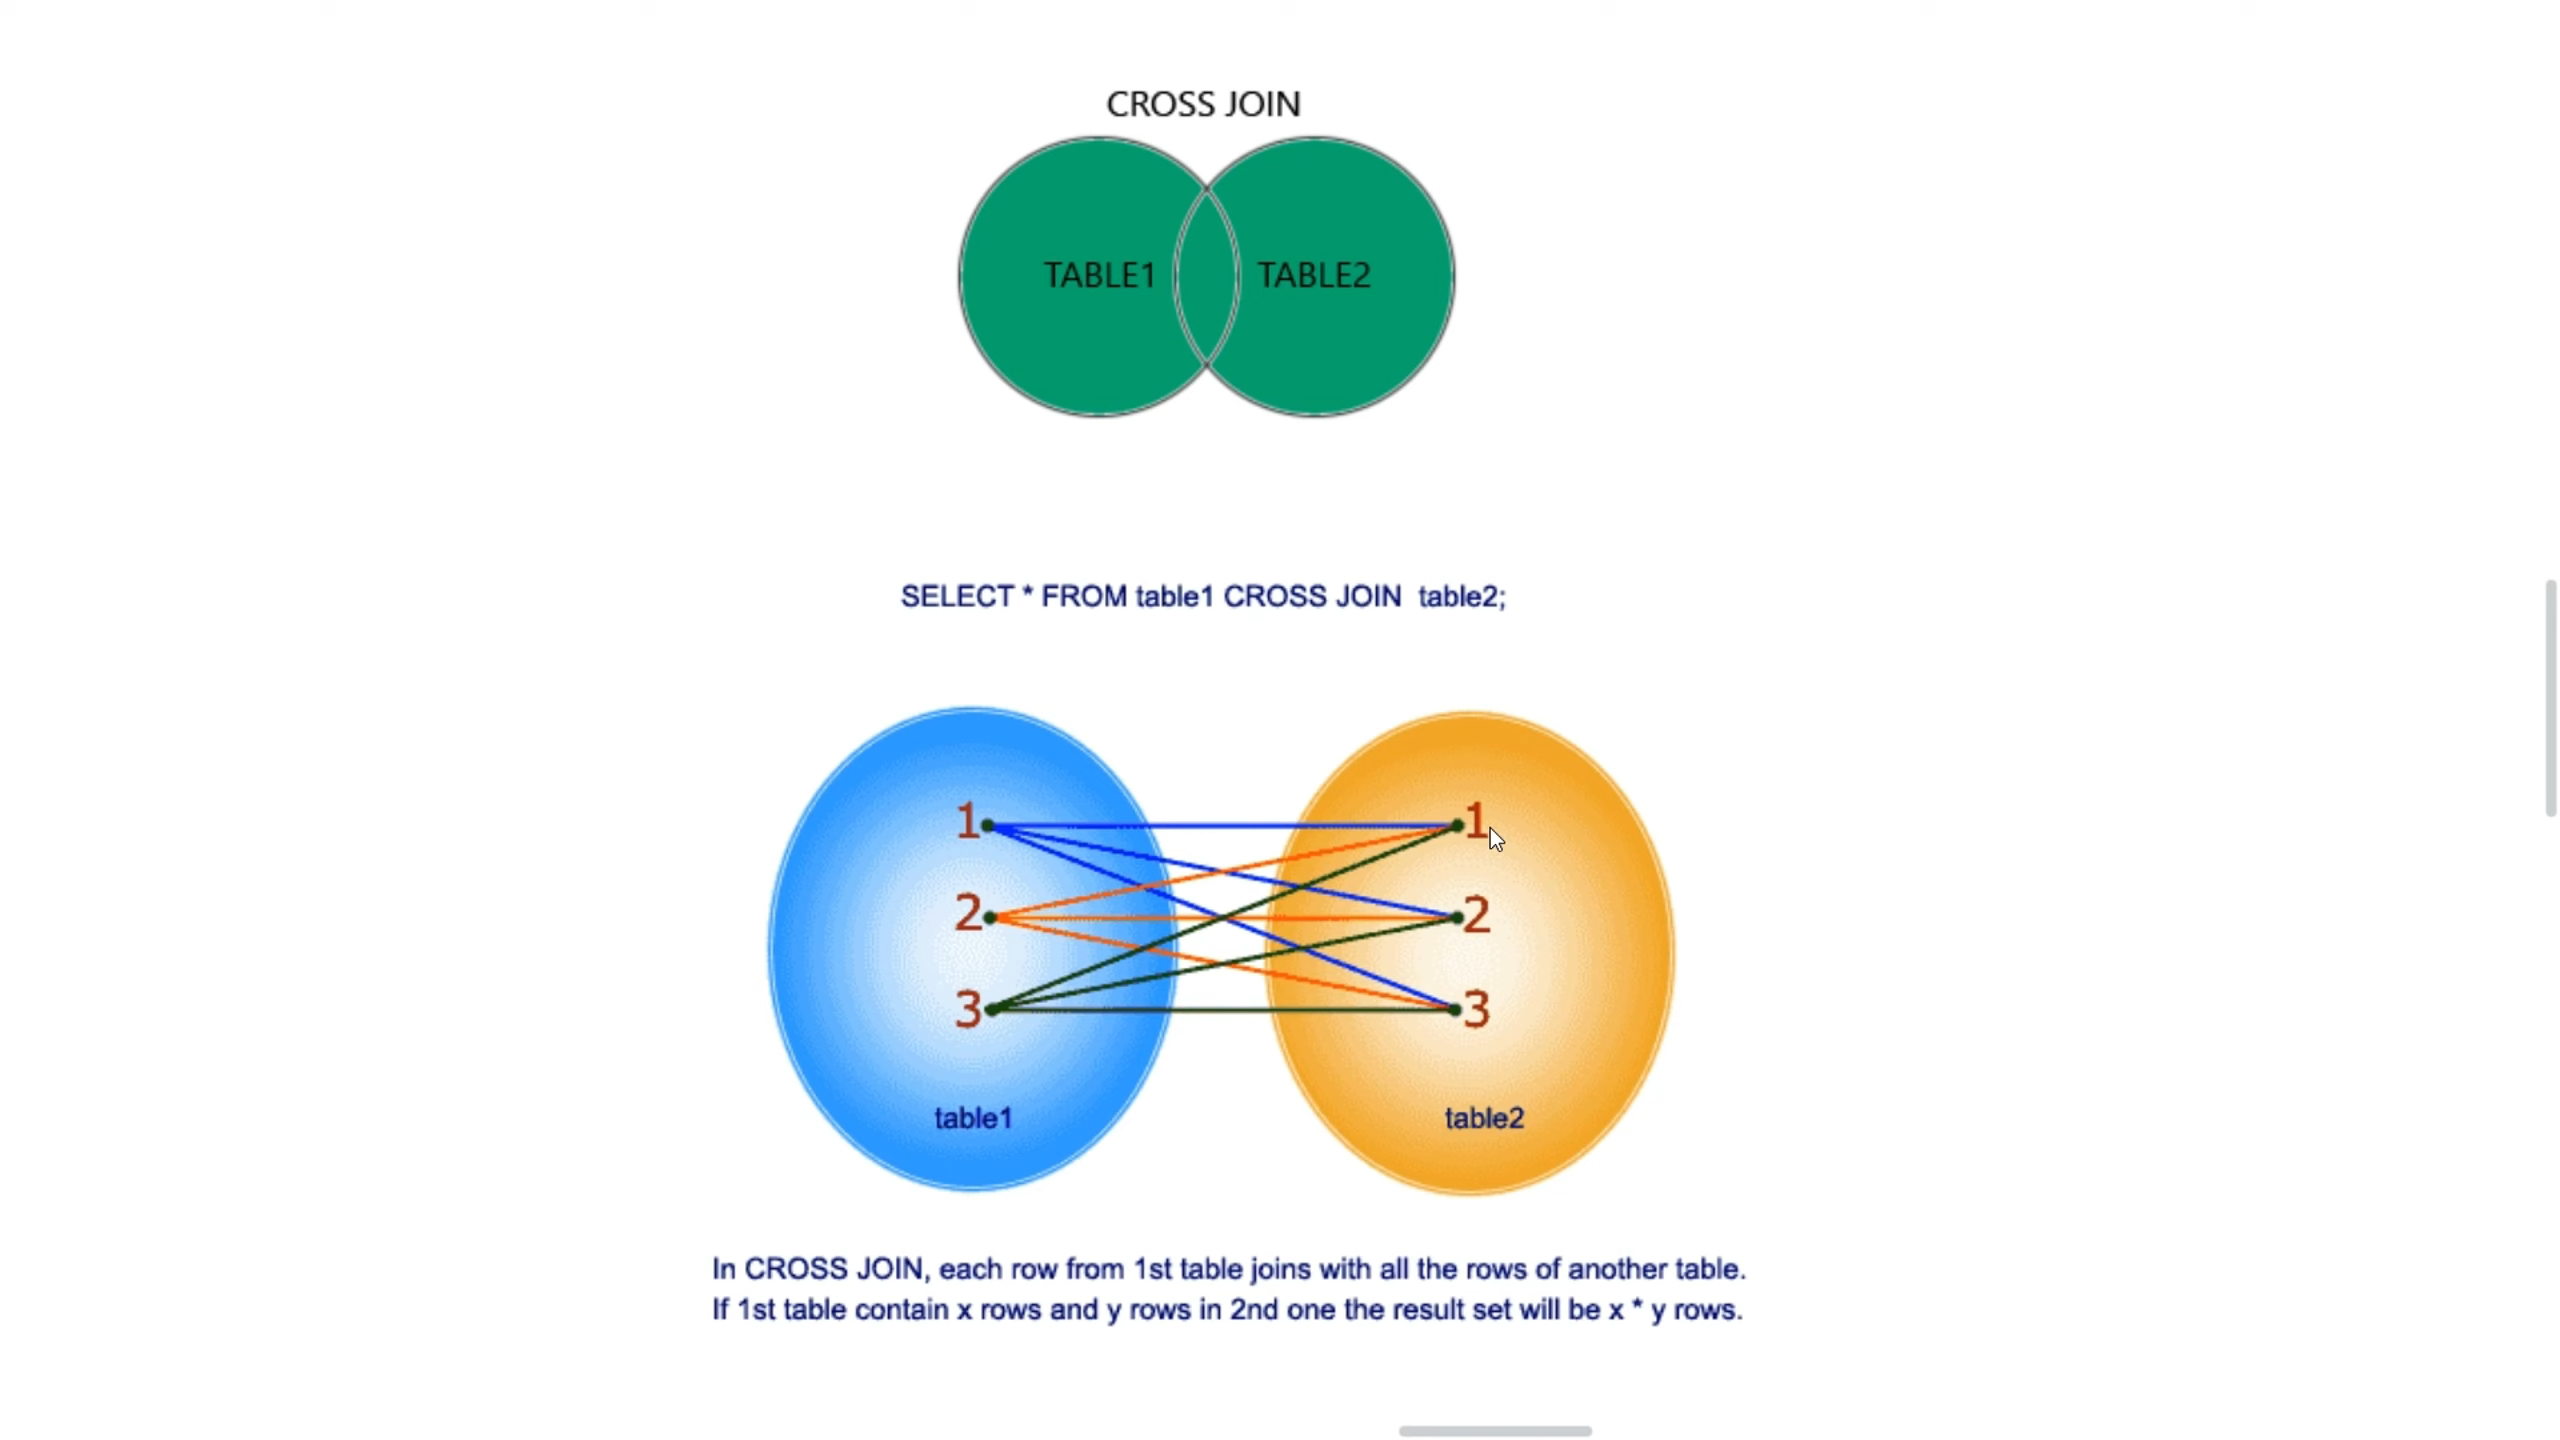 CROSS JOIN
TABLE1 TABLE2
SELECT * FROM table1 CROSS JOIN table2;
1 1
2 2
3 3
table1 table2
In CROSS JOIN, each row from 1st table joins with all the rows of another table.
If 1st table contain x rows and y rows in 2nd one the result set will be x * y rows.